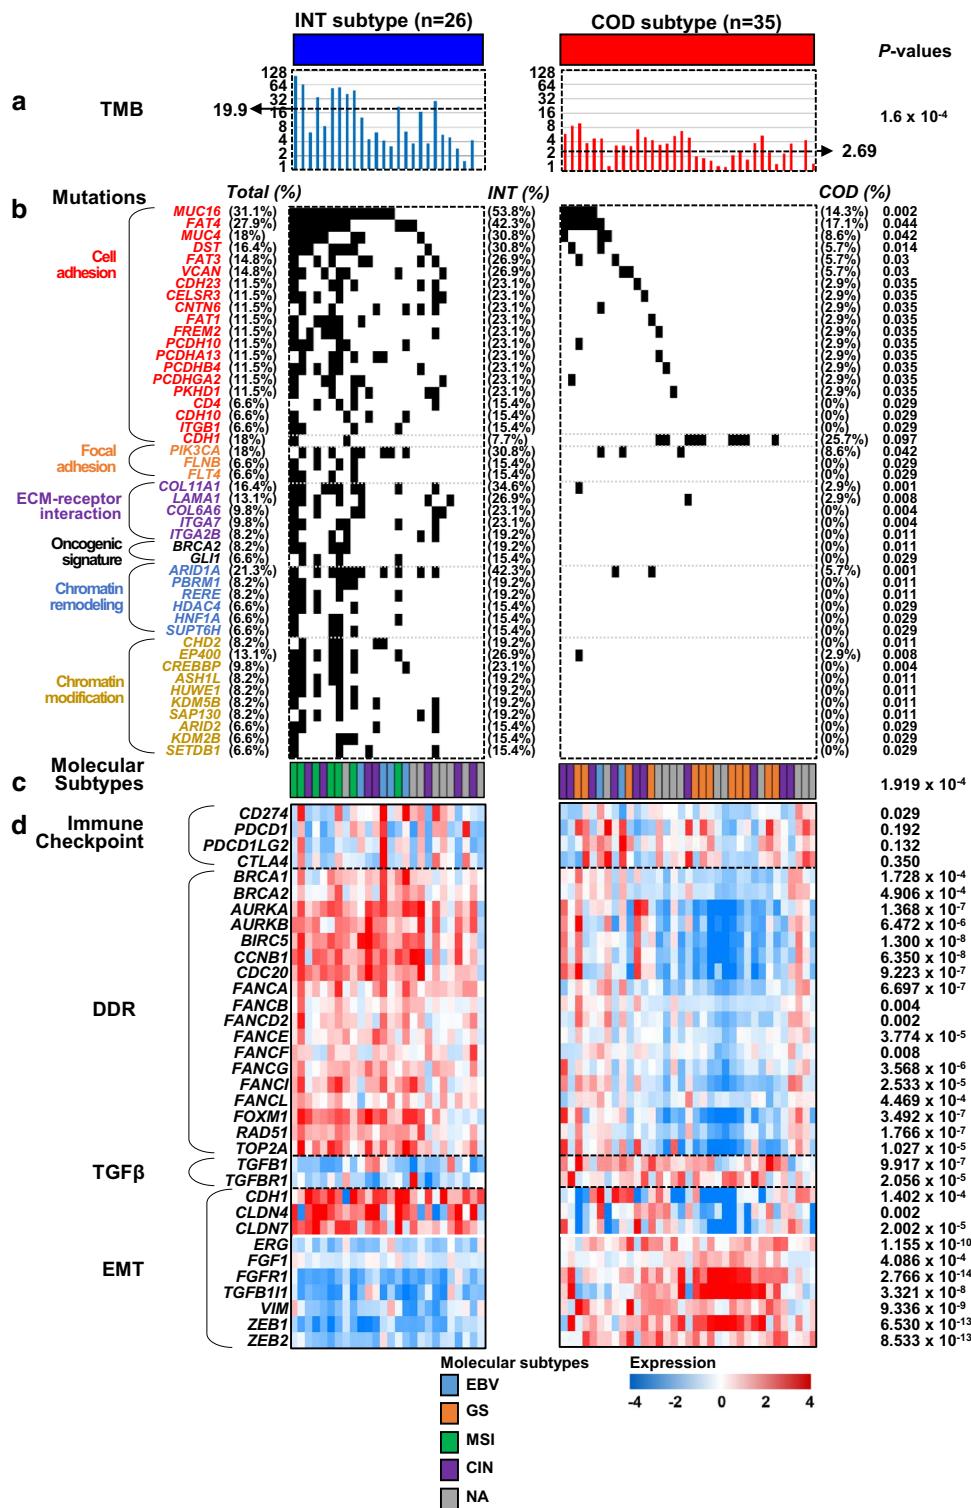 INT subtype (n=26)
COD subtype (n=35)
P-values
a
TMB
128
64
32
16
8
4
2
1
19.9
128
64
32
16
8
4
2
1
2.69
1.6 x 10-4
Mutations Total (%) INT (%) COD (%)
b
Cell adhesion
MUC16 (31.1%) (53.8%) (14.3%) 0.002
FAT4 (27.9%) (42.3%) (17.1%) 0.044
MUC4 (18%) (30.8%) (8.6%) 0.042
DST (16.4%) (30.8%) (5.7%) 0.014
FAT3 (14.8%) (26.9%) (5.7%) 0.03
VCAN (14.8%) (26.9%) (5.7%) 0.03
CDH23 (11.5%) (23.1%) (2.9%) 0.035
CELSR3 (11.5%) (23.1%) (2.9%) 0.035
CNTN6 (11.5%) (23.1%) (2.9%) 0.035
FAT1 (11.5%) (23.1%) (2.9%) 0.035
FREM2 (11.5%) (23.1%) (2.9%) 0.035
PCDH10 (11.5%) (23.1%) (2.9%) 0.035
PCDHA13 (11.5%) (23.1%) (2.9%) 0.035
PCDHB4 (11.5%) (23.1%) (2.9%) 0.035
PCDHGA2 (11.5%) (23.1%) (2.9%) 0.035
PKHD1 (11.5%) (23.1%) (2.9%) 0.035
CD4 (6.6%) (15.4%) (0%) 0.029
CDH10 (6.6%) (15.4%) (0%) 0.029
ITGB1 (6.6%) (15.4%) (0%) 0.029
CDH1 (18%) (7.7%) (25.7%) 0.097
Focal adhesion
PIK3CA (18%) (30.8%) (8.6%) 0.042
FLNB (6.6%) (15.4%) (0%) 0.029
FLT4 (6.6%) (15.4%) (0%) 0.029
ECM-receptor interaction
COL11A1 (16.4%) (34.6%) (2.9%) 0.001
LAMA1 (13.1%) (26.9%) (2.9%) 0.008
COL6A6 (9.8%) (23.1%) (0%) 0.004
ITGA7 (9.8%) (23.1%) (0%) 0.004
ITGA2B (8.2%) (19.2%) (0%) 0.011
Oncogenic signature
BRCA2 (8.2%) (19.2%) (0%) 0.011
GLI1 (6.6%) (15.4%) (0%) 0.029
Chromatin remodeling
ARID1A (21.3%) (42.3%) (5.7%) 0.001
PBRM1 (8.2%) (19.2%) (0%) 0.011
RERE (8.2%) (19.2%) (0%) 0.011
HDAC4 (6.6%) (15.4%) (0%) 0.029
HNF1A (6.6%) (15.4%) (0%) 0.029
SUPT6H (6.6%) (15.4%) (0%) 0.029
Chromatin modification
CHD2 (8.2%) (19.2%) (0%) 0.011
EP400 (13.1%) (26.9%) (2.9%) 0.008
CREBBP (9.8%) (23.1%) (0%) 0.004
ASH1L (8.2%) (19.2%) (0%) 0.011
HUWE1 (8.2%) (19.2%) (0%) 0.011
KDM5B (8.2%) (19.2%) (0%) 0.011
SAP130 (8.2%) (19.2%) (0%) 0.011
ARID2 (6.6%) (15.4%) (0%) 0.029
KDM2B (6.6%) (15.4%) (0%) 0.029
SETDB1 (6.6%) (15.4%) (0%) 0.029
c
Molecular
Subtypes
1.919 x 10-4
d
Immune
Checkpoint
CD274 0.029
PDCD1 0.192
PDCD1LG2 0.132
CTLA4 0.350
DDR
BRCA1 1.728 x 10-4
BRCA2 4.906 x 10-4
AURKA 1.368 x 10-7
AURKB 6.472 x 10-6
BIRC5 1.300 x 10-8
CCNB1 6.350 x 10-8
CDC20 9.223 x 10-7
FANCA 6.697 x 10-7
FANCB 0.004
FANCD2 0.002
FANCE 3.774 x 10-5
FANCF 0.008
FANCG 3.568 x 10-6
FANCI 2.533 x 10-5
FANCL 4.469 x 10-4
FOXM1 3.492 x 10-7
RAD51 1.766 x 10-7
TOP2A 1.027 x 10-5
TGFβ
TGFB1 9.917 x 10-7
TGFBR1 2.056 x 10-5
EMT
CDH1 1.402 x 10-4
CLDN4 0.002
CLDN7 2.002 x 10-5
ERG 1.155 x 10-10
FGF1 4.086 x 10-4
FGFR1 2.766 x 10-14
TGFB1I1 3.321 x 10-8
VIM 9.336 x 10-9
ZEB1 6.530 x 10-13
ZEB2 8.533 x 10-13
Molecular subtypes
EBV
GS
MSI
CIN
NA
Expression
-4 -2 0 2 4